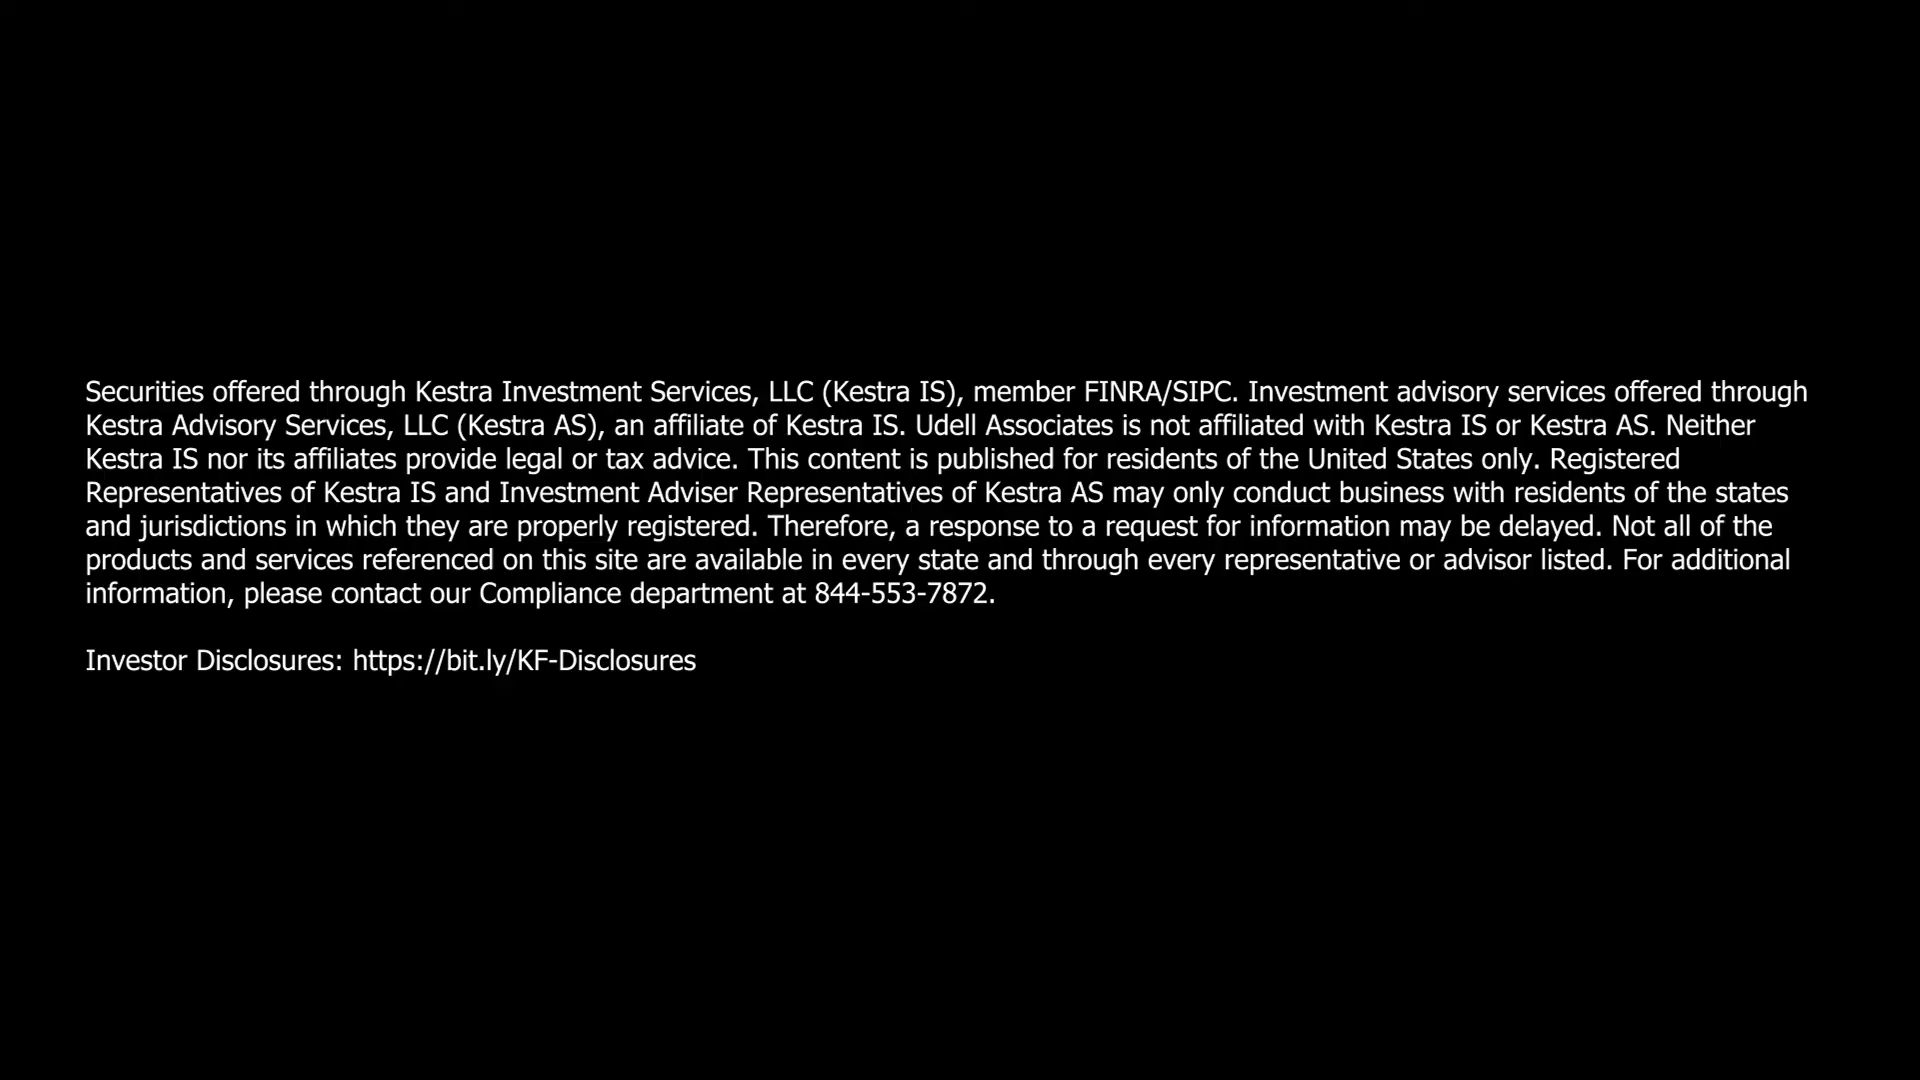 Securities offered through Kestra Investment Services, LLC (Kestra IS), member FINRA/SIPC. Investment advisory services offered through
Kestra Advisory Services, LLC (Kestra AS), an affiliate of Kestra IS. Udell Associates is not affiliated with Kestra IS or Kestra AS. Neither
Kestra IS nor its affiliates provide legal or tax advice. This content is published for residents of the United States only. Registered
Representatives of Kestra IS and Investment Adviser Representatives of Kestra AS may only conduct business with residents of the states
and jurisdictions in which they are properly registered. Therefore, a response to a request for information may be delayed. Not all of the
products and services referenced on this site are available in every state and through every representative or advisor listed. For additional
information, please contact our Compliance department at 844-553-7872.
Investor Disclosures: https://bit.ly/KF-Disclosures